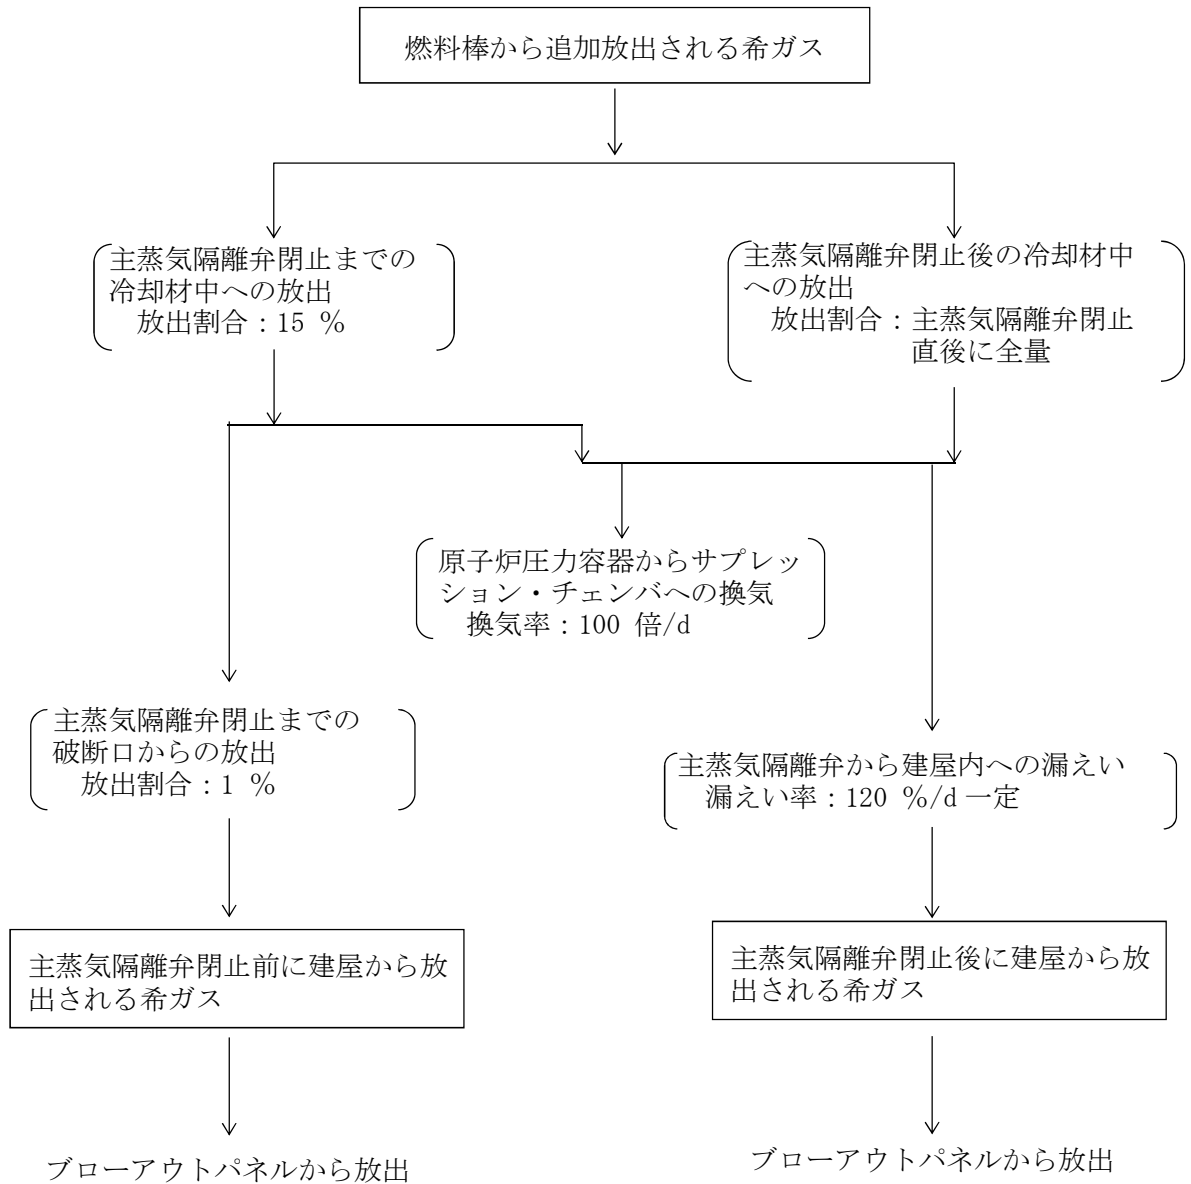 燃料棒から追加放出される希ガス
主蒸気隔離弁閉止までの
冷却材中への放出
放出割合：15 %
主蒸気隔離弁閉止後の冷却材中
への放出
放出割合：主蒸気隔離弁閉止
直後に全量
原子炉圧力容器からサプレッ
ション・チェンバへの換気
換気率：100 倍/d
主蒸気隔離弁閉止までの
破断口からの放出
放出割合：1 %
主蒸気隔離弁から建屋内への漏えい
漏えい率：120 %/d 一定
主蒸気隔離弁閉止前に建屋から放
出される希ガス
主蒸気隔離弁閉止後に建屋から放
出される希ガス
ブローアウトパネルから放出
ブローアウトパネルから放出